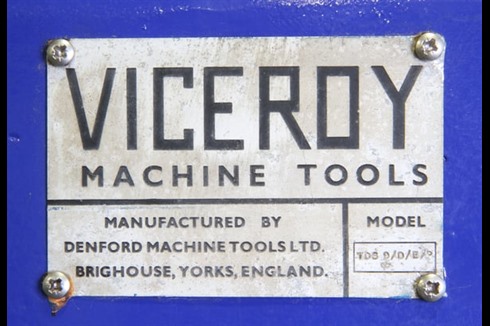 VICEROY
MACHINE TOOLS
MANUFACTURED BY
DENFORD MACHINE TOOLS LTD.
BRIGHOUSE, YORKS, ENGLAND.
MODEL